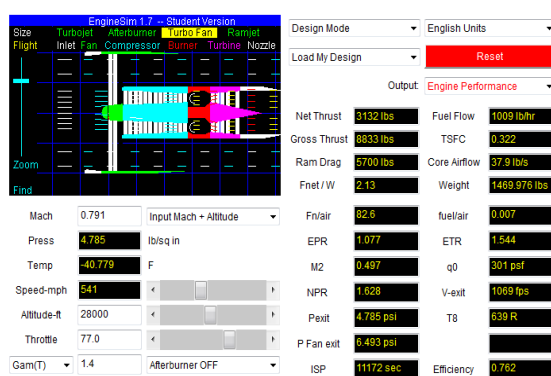 EngineSim 1.7 -- Student Version
Size Turbojet Afterburner Turbo Fan Ramjet
Flight Inlet Fan Compressor Burner Turbine Nozzle
Zoom
Find
Design Mode English Units
Load My Design Reset
Output: Engine Performance
Net Thrust 3132 lbs Fuel Flow 1009 lb/hr
Gross Thrust 8833 lbs TSFC 0.322
Ram Drag 5700 lbs Core Airflow 37.9 lb/s
Fnet / W 2.13 Weight 1469.976 lbs
Fn/air 82.6 fuel/air 0.007
EPR 1.077 ETR 1.544
M2 0.497 q0 301 psf
NPR 1.628 V-exit 1069 fps
Pexit 4.785 psi T8 639 R
P Fan exit 6.493 psi
ISP 11172 sec Efficiency 0.762
Mach 0.791 Input Mach + Altitude
Press 4.785 lb/sq in
Temp -40.779 F
Speed-mph 541
Altitude-ft 28000
Throttle 77.0
Gam(T) 1.4 Afterburner OFF